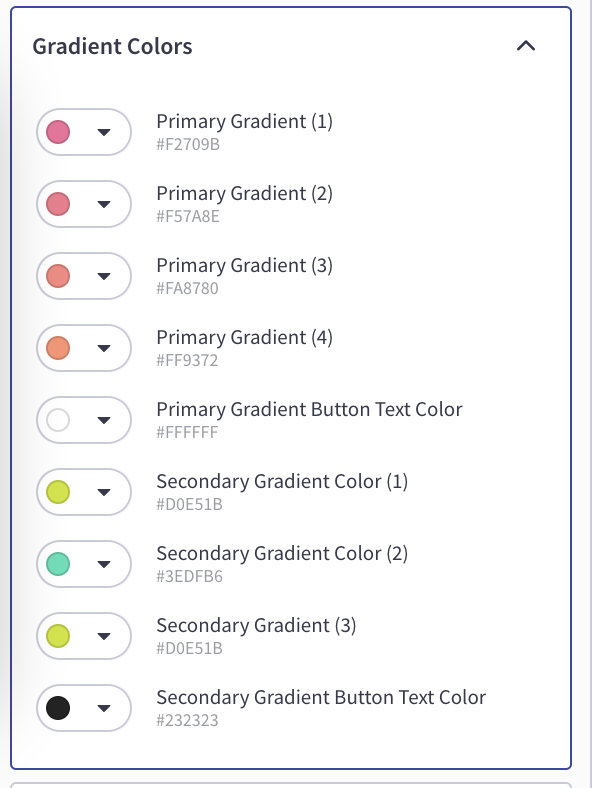 Gradient Colors
Primary Gradient (1)
#F2709B
Primary Gradient (2)
#F57A8E
Primary Gradient (3)
#FA8780
Primary Gradient (4)
#FF9372
Primary Gradient Button Text Color
#FFFFFF
Secondary Gradient Color (1)
#D0E51B
Secondary Gradient Color (2)
#3EDFB6
Secondary Gradient (3)
#D0E51B
Secondary Gradient Button Text Color
#232323